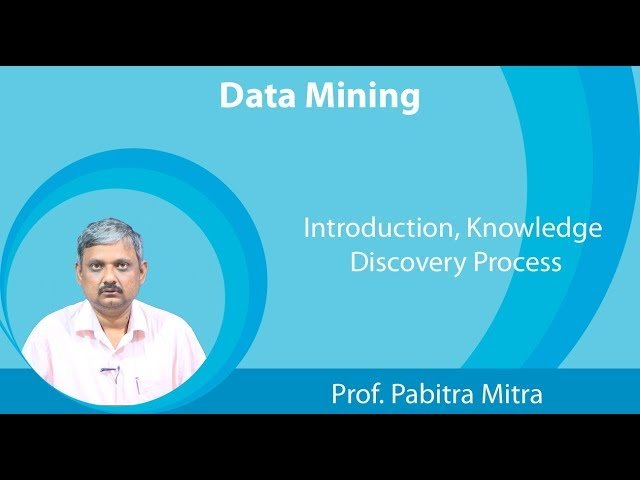 Data Mining
Introduction, Knowledge
Discovery Process
Prof. Pabitra Mitra